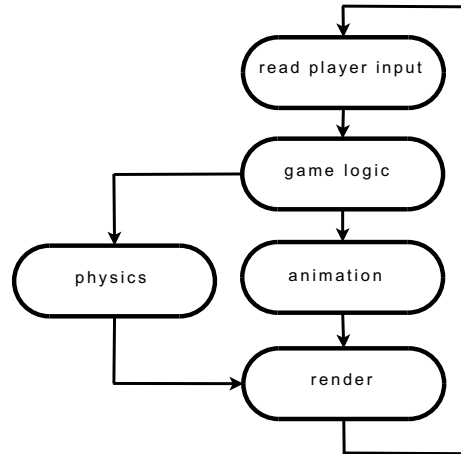 read player input
game logic
physics
animation
render